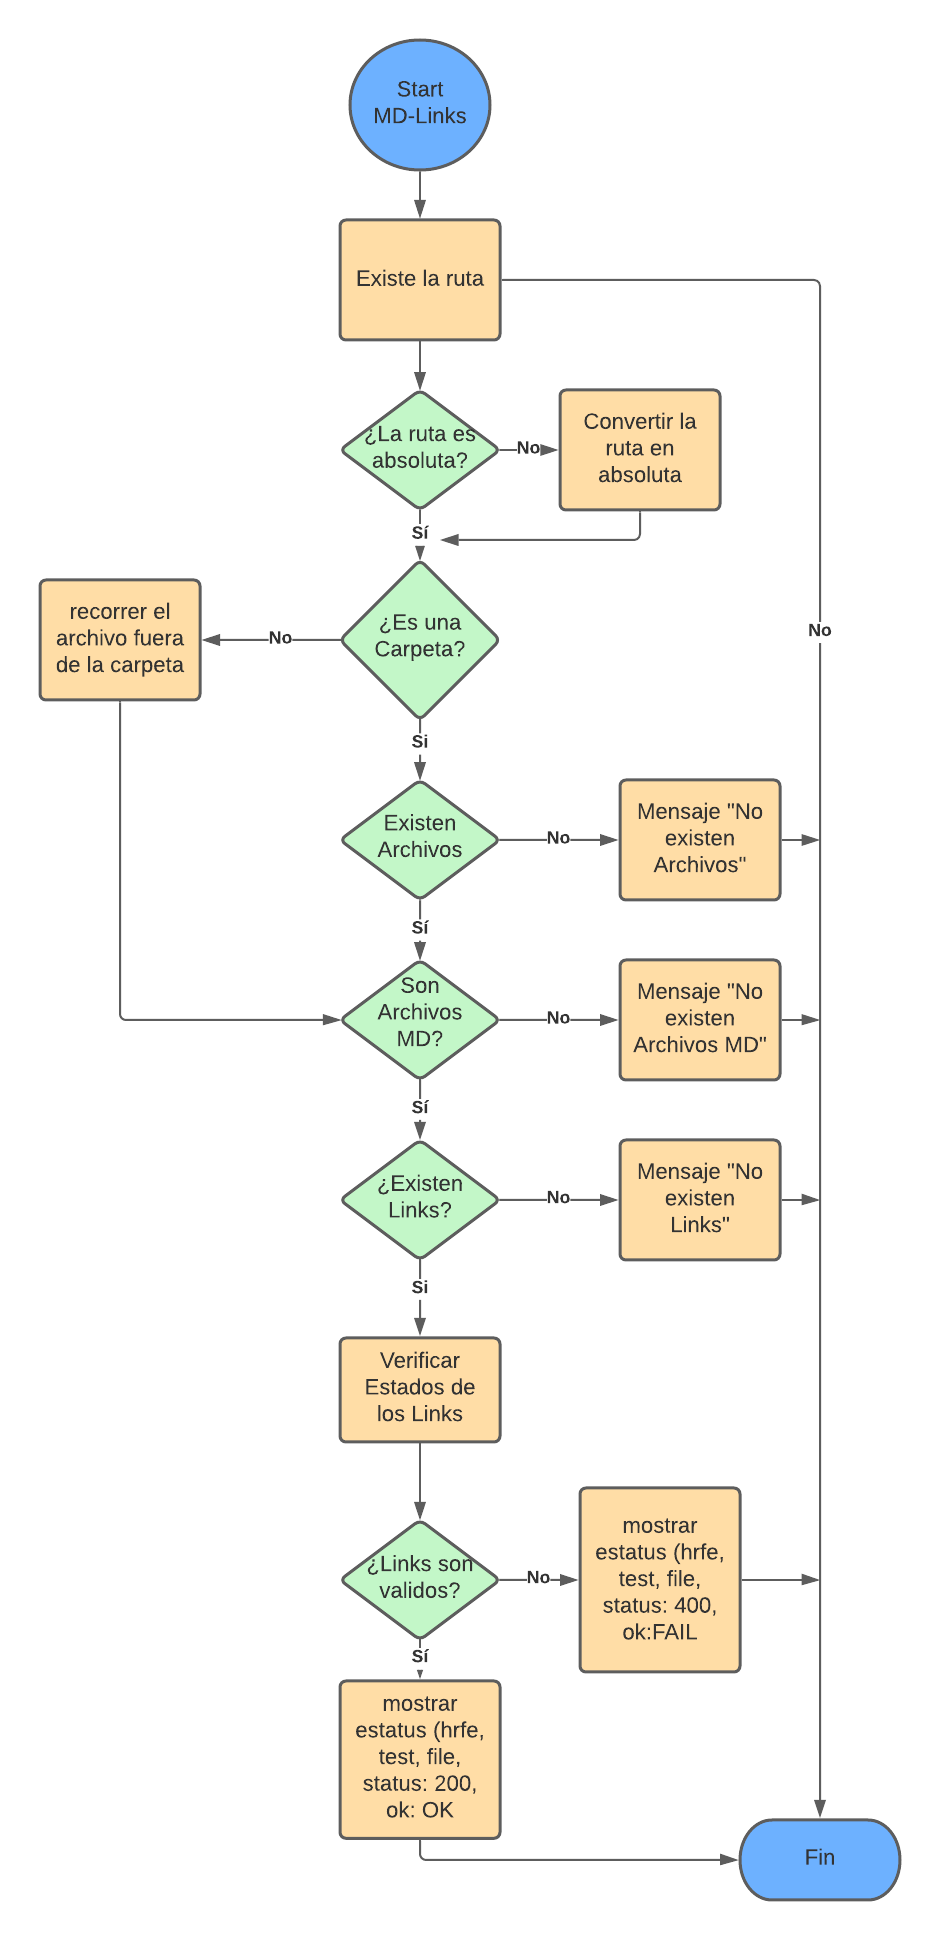 Start
MD-Links
Existe la ruta
¿La ruta es
absoluta?
No
Convertir la
ruta en
absoluta
Sí
recorrer el
archivo fuera
de la carpeta
No
¿Es una
Carpeta?
No
Si
Existen
Archivos
No
Mensaje "No
existen
Archivos"
Sí
Son
Archivos
MD?
No
Mensaje "No
existen
Archivos MD"
Sí
¿Existen
Links?
No
Mensaje "No
existen
Links"
Si
Verificar
Estados de
los Links
¿Links son
validos?
No
mostrar
estatus (hrfe,
test, file,
status: 400,
ok:FAIL
Sí
mostrar
estatus (hrfe,
test, file,
status: 200,
ok: OK
Fin